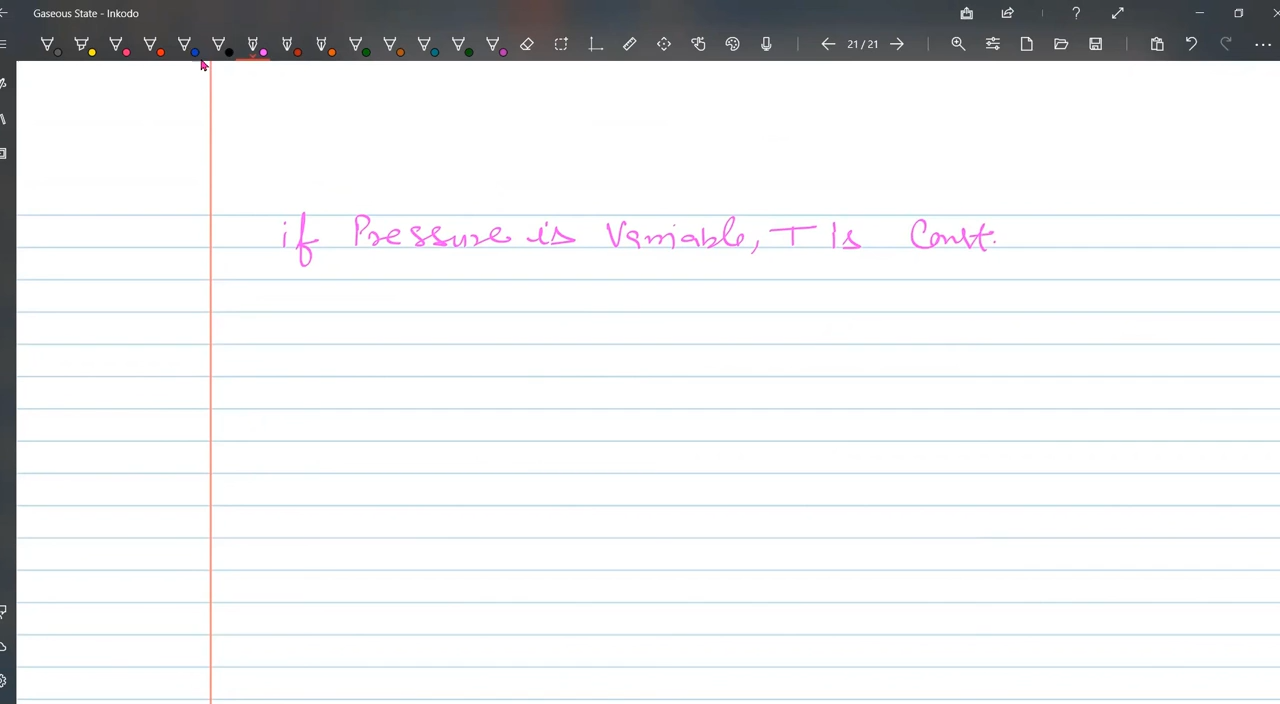 Gaseous State - Inkodo
21 / 21
if Pressure is Variable, T is Const.